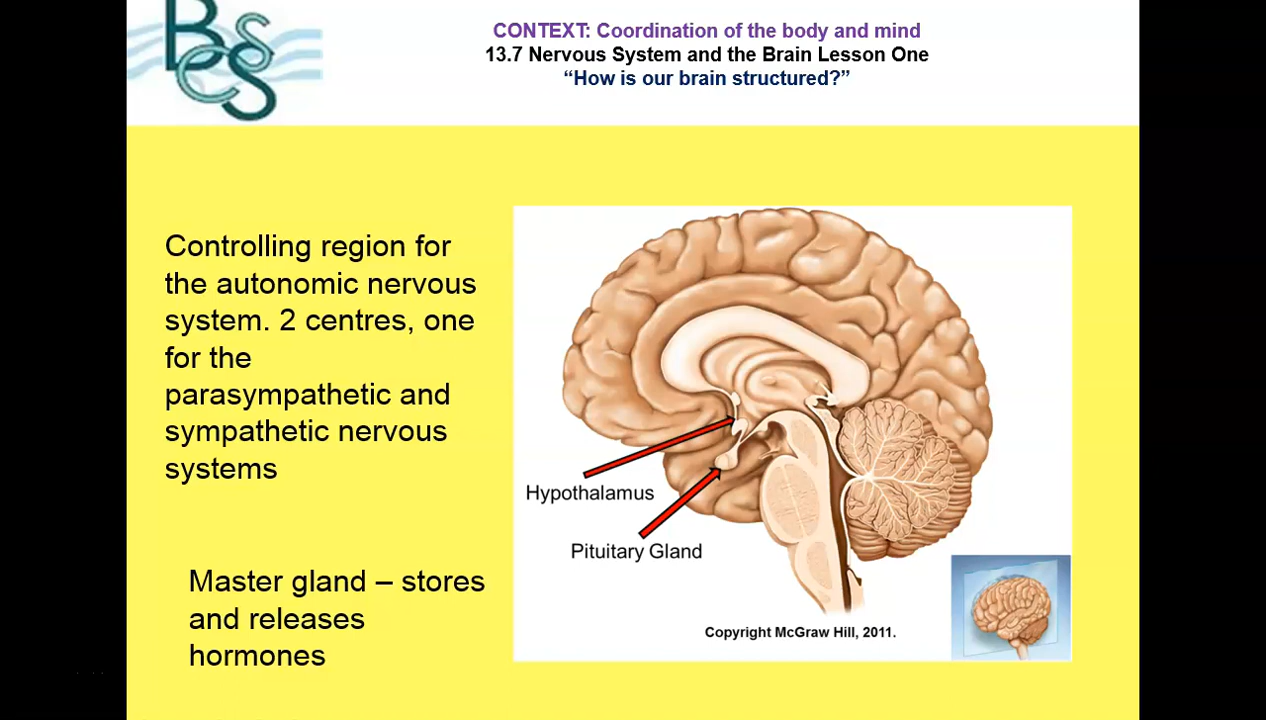 BCCSS
CONTEXT: Coordination of the body and mind
13.7 Nervous System and the Brain Lesson One
“How is our brain structured?”
Controlling region for
the autonomic nervous
system. 2 centres, one
for the
parasympathetic and
sympathetic nervous
systems
Hypothalamus
Pituitary Gland
Master gland – stores
and releases
hormones
Copyright McGraw Hill, 2011.